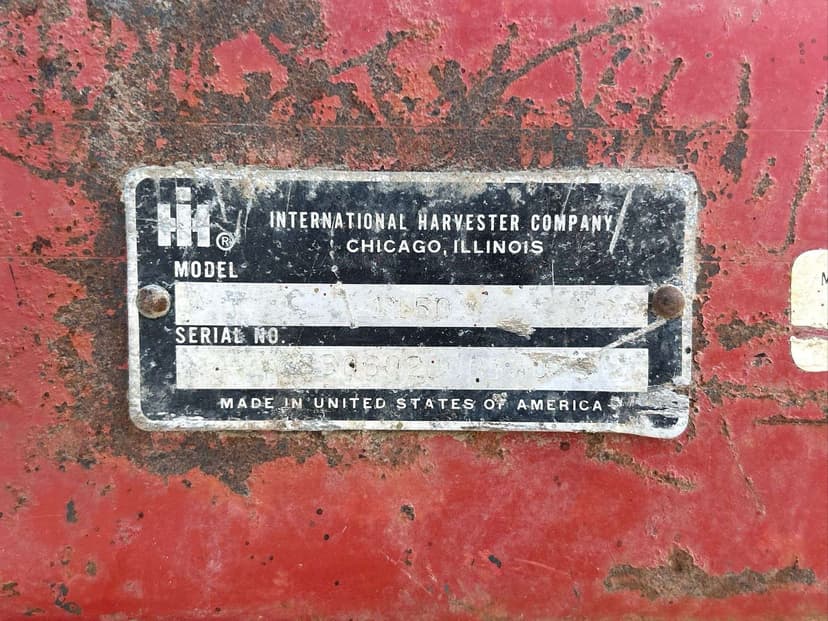 IH ®
INTERNATIONAL HARVESTER COMPANY
CHICAGO, ILLINOIS
MODEL
SERIAL NO.
MADE IN UNITED STATES OF AMERICA